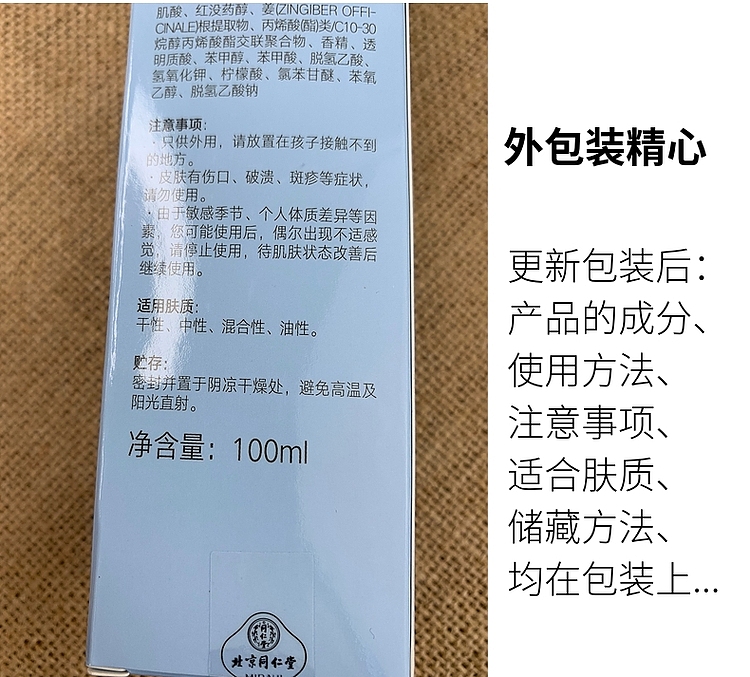 肌酸、红没药醇、姜(ZINGIBER OFFI-
CINALE)根提取物、丙烯酸(酯)类/C10-30
烷醇丙烯酸酯交联聚合物、香精、透
明质酸、苯甲醇、苯甲酸、脱氢乙酸、
氢氧化钾、柠檬酸、氯苯甘醚、苯氧
乙醇、脱氢乙酸钠
注意事项:
·只供外用，请放置在孩子接触不到
的地方。
·皮肤有伤口、破溃、斑疹等症状，
请勿使用。
·由于敏感季节、个人体质差异等因
素，您可能使用后，偶尔出现不适感
觉，请停止使用，待肌肤状态改善后
继续使用。
适用肤质:
干性、中性、混合性、油性。
贮存:
密封并置于阴凉干燥处，避免高温及
阳光直射。
净含量：100ml
同仁堂
北京同仁堂
外包装精心
更新包装后：
产品的成分、
使用方法、
注意事项、
适合肤质、
储藏方法、
均在包装上...